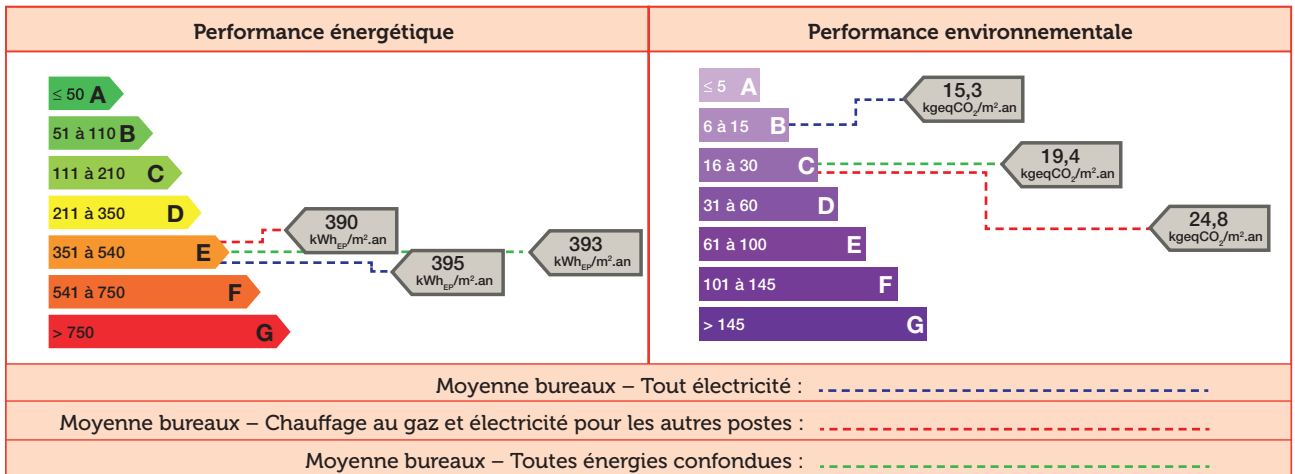 Performance énergétique
≤ 50 A
51 à 110 B
111 à 210 C
211 à 350 D
351 à 540 E
541 à 750 F
> 750 G
390
kWhEP/m².an
395
kWhEP/m².an
393
kWhEP/m².an
Performance environnementale
≤ 5 A
6 à 15 B
16 à 30 C
31 à 60 D
61 à 100 E
101 à 145 F
> 145 G
15,3
kgeqCO2/m².an
19,4
kgeqCO2/m².an
24,8
kgeqCO2/m².an
Moyenne bureaux – Tout électricité :
Moyenne bureaux – Chauffage au gaz et électricité pour les autres postes :
Moyenne bureaux – Toutes énergies confondues :